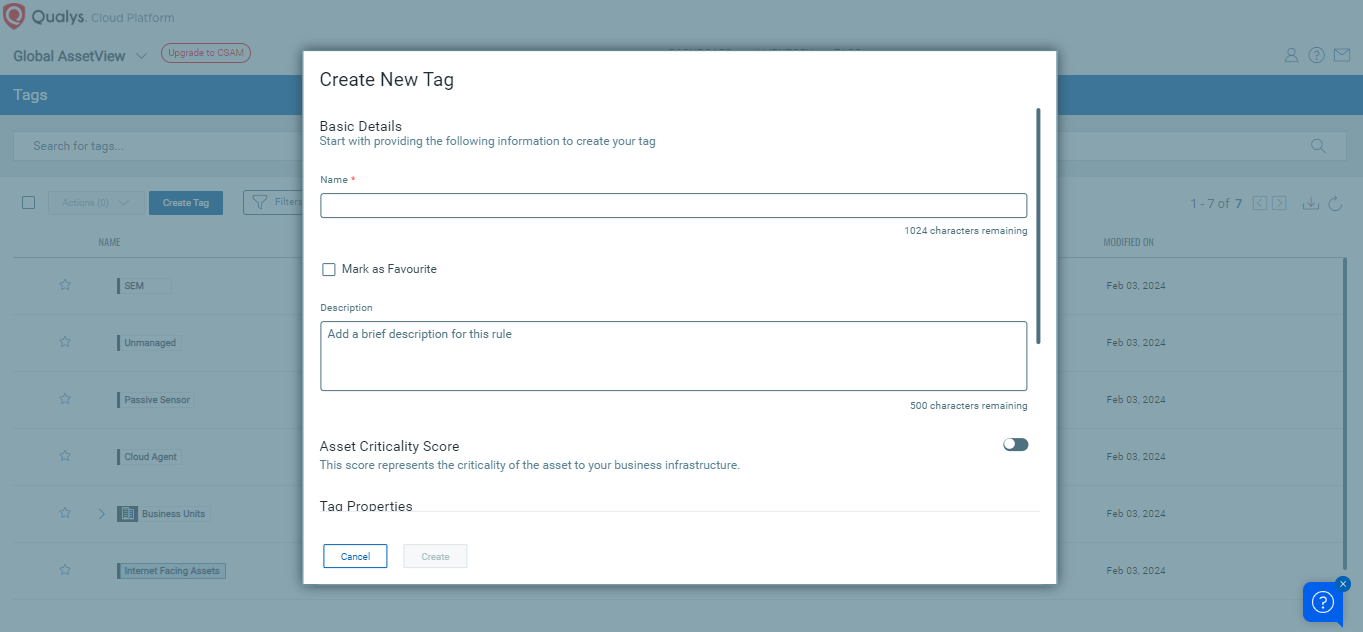 Qualys. Cloud Platform
Global AssetView
Upgrade to CSAM
Tags
Search for tags...
Actions (0)
Create Tag
Filters
1 - 7 of 7
NAME
MODIFIED ON
SEM
Feb 03, 2024
Unmanaged
Feb 03, 2024
Passive Sensor
Feb 03, 2024
Cloud Agent
Feb 03, 2024
Business Units
Feb 03, 2024
Internet Facing Assets
Feb 03, 2024
Create New Tag
Basic Details
Start with providing the following information to create your tag
Name *
1024 characters remaining
Mark as Favourite
Description
Add a brief description for this rule
500 characters remaining
Asset Criticality Score
This score represents the criticality of the asset to your business infrastructure.
Tag Properties
Cancel
Create